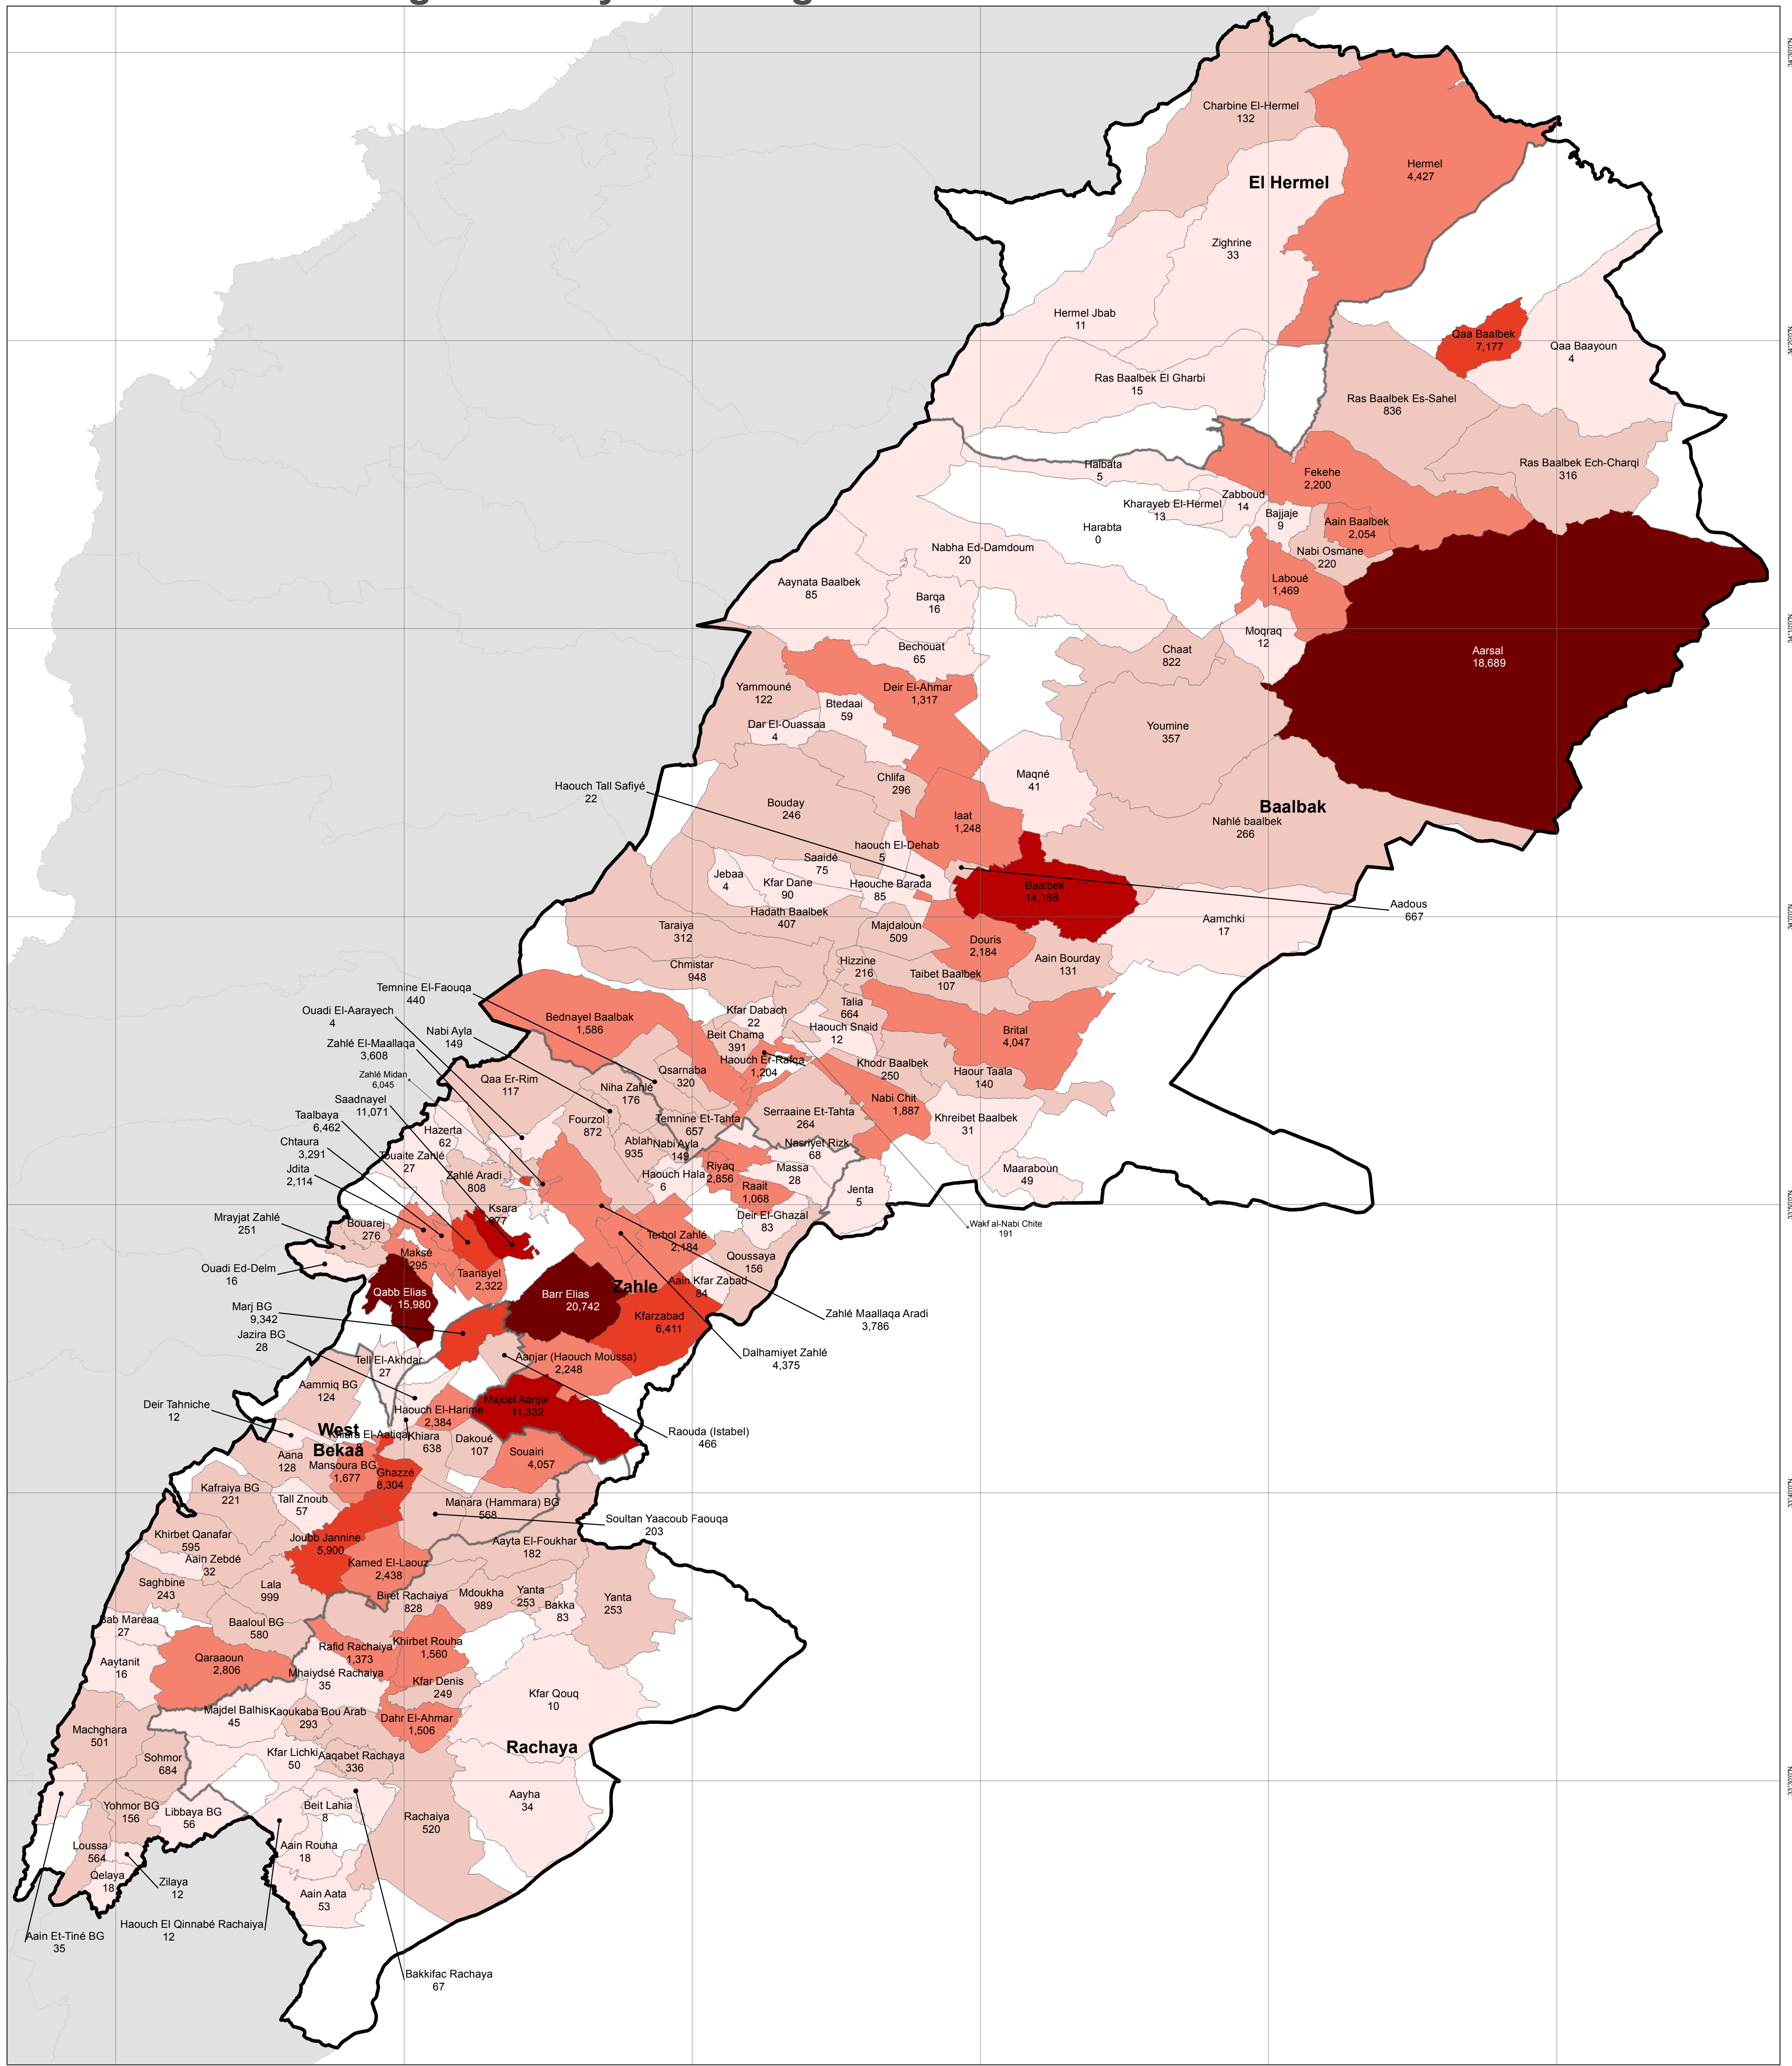 Charbine El-Hermel
132
Hermel
4,427
El Hermel
Zighrine
33
Hermel Jbab
11
Qaa Baalbek
7,177
Qaa Baayoun
4
Ras Baalbek El Gharbi
15
Ras Baalbek Es-Sahel
836
Ras Baalbek Ech-Charqi
316
Halbata
5
Fekehe
2,200
Kharayeb El-Hermel
13
Zabboud
14
Bajjaje
9
Aain Baalbek
2,054
Harabta
0
Nabi Osmane
220
Nabha Ed-Damdoum
20
Laboué
1,469
Aaynata Baalbek
85
Barqa
16
Moqraq
12
Bechouat
65
Chaat
822
Aarsal
18,689
Yammouné
122
Deir El-Ahmar
1,317
Btedaai
59
Dar El-Ouassaa
4
Youmine
357
Chlifa
296
Maqné
41
Haouch Tall Safiyé
22
Bouday
246
Baalbak
Iaat
1,248
Nahlé baalbek
266
haouch El-Dehab
5
Saaidé
75
Jebaa
4
Kfar Dane
90
Haouche Barada
85
Baalbek
14,188
Aadous
667
Hadath Baalbek
407
Aamchki
17
Taraiya
312
Majdaloun
509
Douris
2,184
Aain Bourday
131
Chmistar
948
Hizzine
216
Taibet Baalbek
107
Temnine El-Faouqa
440
Talia
664
Ouadi El-Aarayech
4
Bednayel Baalbak
1,586
Kfar Dabach
22
Haouch Snaid
12
Brital
4,047
Nabi Ayla
149
Beit Chama
391
Zahlé El-Maallaqa
3,608
Haouch Er-Rafqa
1,204
Khodr Baalbek
250
Haour Taala
140
Zahlé Midan
6,045
Qaa Er-Rim
117
Qsarnaba
320
Niha Zahlé
176
Saadnayel
11,071
Nabi Chit
1,887
Serraaine Et-Tahta
264
Khreibet Baalbek
31
Taalbaya
6,462
Fourzol
872
Temnine Et-Tahta
657
Hazerta
62
Chtaura
3,291
Ablah
935
Nabi Ayla
149
Nasriyet Rizk
68
Touaite Zahlé
27
Jdita
2,114
Zahlé Aradi
808
Haouch Hala
6
Riyaq
2,856
Massa
28
Maaraboun
49
Raait
1,068
Jenta
5
Ksara
977
Mrayjat Zahlé
251
Bouarej
276
Deir El-Ghazal
83
Wakf al-Nabi Chite
191
Terbol Zahlé
2,184
Maksé
1,295
Qoussaya
156
Ouadi Ed-Delm
16
Taanayel
2,322
Aain Kfar Zabad
84
Qabb Elias
15,980
Zahle
Barr Elias
20,742
Marj BG
9,342
Kfarzabad
6,411
Zahlé Maallaqa Aradi
3,786
Jazira BG
28
Dalhamiyet Zahlé
4,375
Tell El-Akhdar
27
Aanjar (Haouch Moussa)
2,248
Aammiq BG
124
Deir Tahniche
12
Haouch El-Harime
2,384
Majdel Aanjar
11,332
West
Bekaa
Khiara El-Aatiqa
8
Khiara
638
Dakoué
107
Raouda (Istabel)
466
Aana
128
Mansoura BG
1,677
Souairi
4,057
Ghazzé
8,304
Kafraiya BG
221
Tall Znoub
57
Manara (Hammara) BG
568
Soultan Yaacoub Faouqa
203
Khirbet Qanafar
595
Joubb Jannine
5,900
Aayta El-Foukhar
182
Aain Zebdé
32
Kamed El-Laouz
2,438
Saghbine
243
Lala
999
Biret Rachaiya
828
Mdoukha
989
Yanta
253
Bakka
83
Yanta
253
Bab Mareaa
27
Baaloul BG
580
Rafid Rachaiya
1,373
Khirbet Rouha
1,560
Aaytanit
16
Qaraaoun
2,806
Mhaiydsé Rachaiya
35
Kfar Denis
249
Kfar Qouq
10
Majdel Balhis
45
Kaoukaba Bou Arab
293
Dahr El-Ahmar
1,506
Machghara
501
Rachaya
Sohmor
684
Kfar Lichki
50
Aaqabet Rachaya
336
Aayha
34
Yohmor BG
156
Libbaya BG
56
Beit Lahia
8
Rachaiya
520
Loussa
564
Aain Rouha
18
Qelaya
18
Zilaya
12
Aain Aata
53
Haouch El Qinnabé Rachaiya
12
Aain Et-Tiné BG
35
Bakkifac Rachaya
67